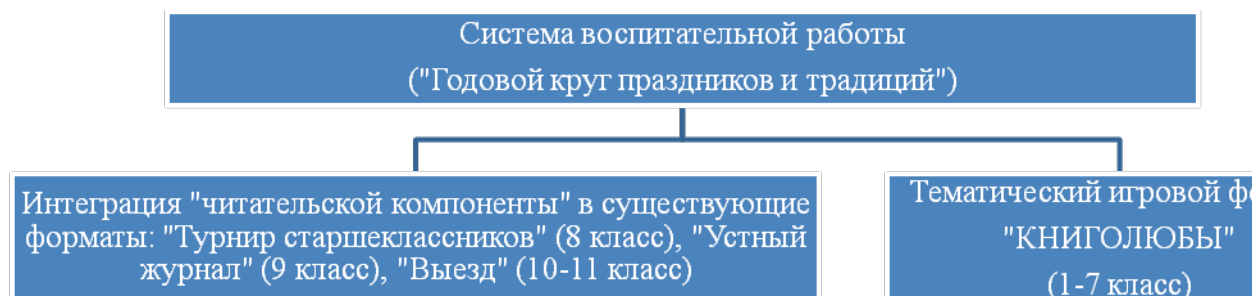 Система воспитательной работы
("Годовой круг праздников и традиций")
Интеграция "читательской компоненты" в существующие
форматы: "Турнир старшеклассников" (8 класс), "Устный
журнал" (9 класс), "Выезд" (10-11 класс)
Тематический игровой
"КНИГОЛЮБЫ"
(1-7 класс)